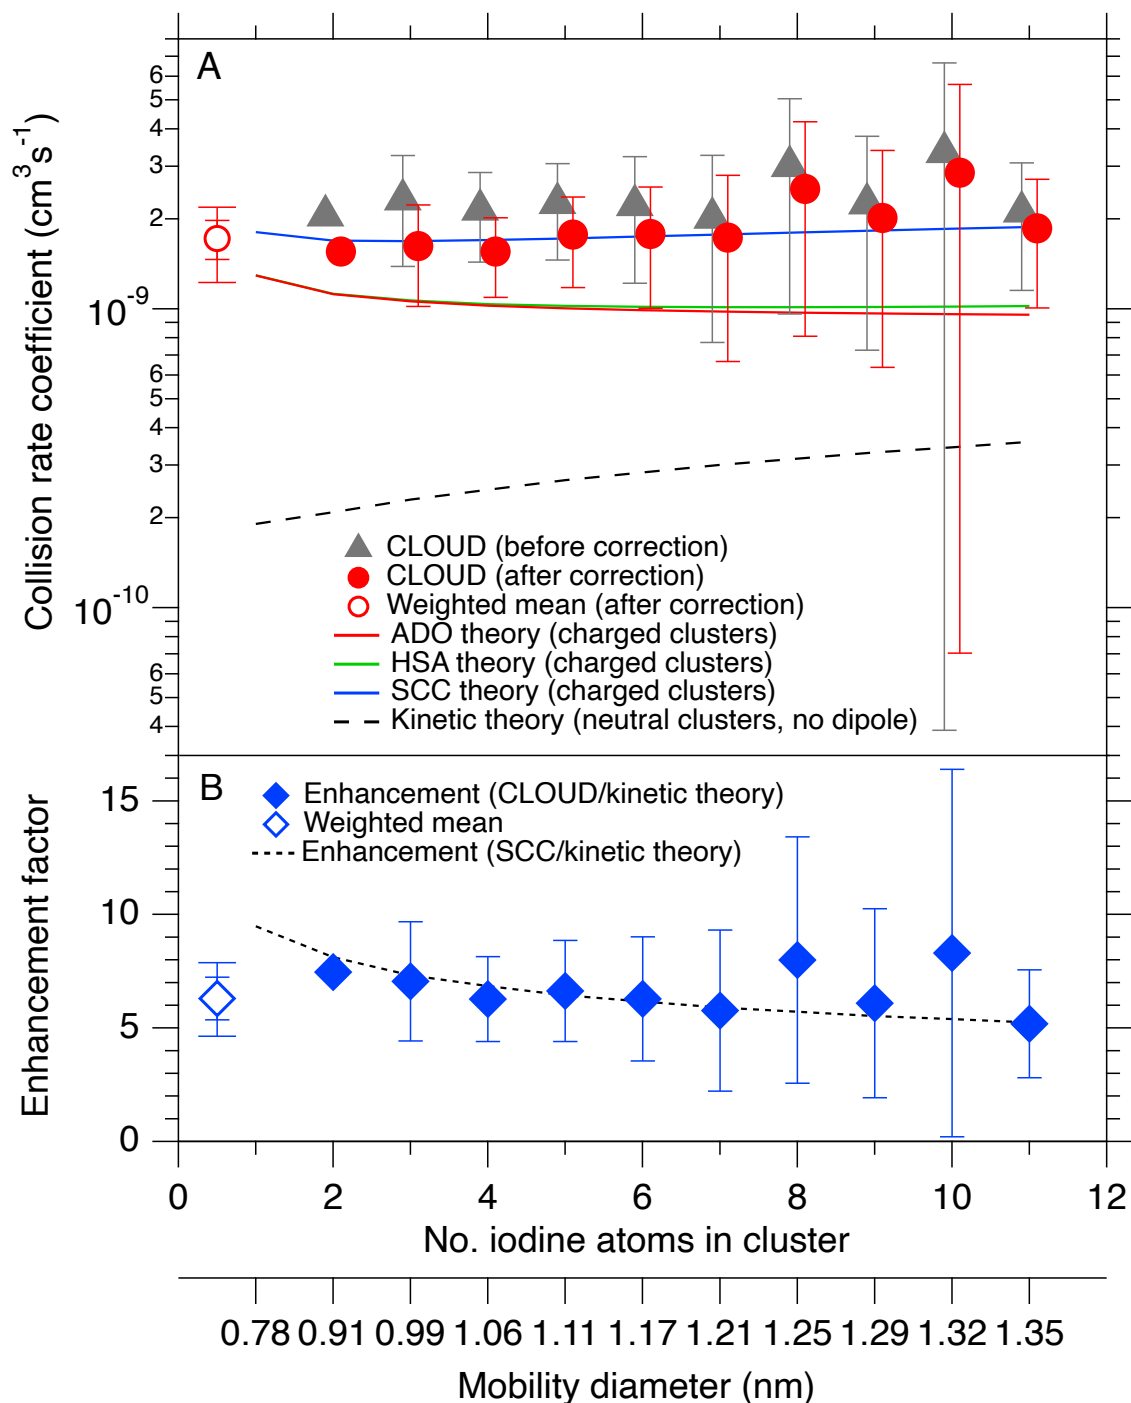 A
Collision rate coefficient (cm³s⁻¹)
6
5
4
3
2
10⁻⁹
6
5
4
3
2
10⁻¹⁰
6
5
4
CLOUD (before correction)
CLOUD (after correction)
Weighted mean (after correction)
ADO theory (charged clusters)
HSA theory (charged clusters)
SCC theory (charged clusters)
Kinetic theory (neutral clusters, no dipole)
B
Enhancement factor
15
10
5
0
Enhancement (CLOUD/kinetic theory)
Weighted mean
Enhancement (SCC/kinetic theory)
0 2 4 6 8 10 12
No. iodine atoms in cluster
0.78 0.91 0.99 1.06 1.11 1.17 1.21 1.25 1.29 1.32 1.35
Mobility diameter (nm)